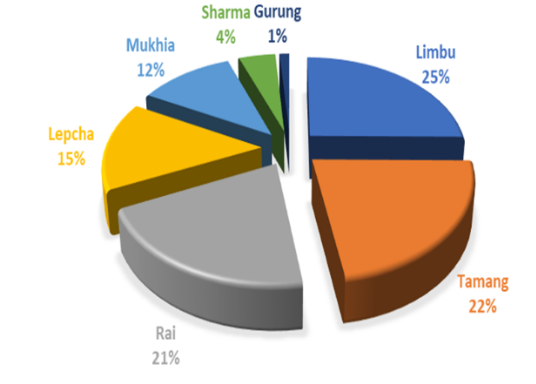 Limbu
25%
Tamang
22%
Rai
21%
Lepcha
15%
Mukhia
12%
Sharma
4%
Gurung
1%